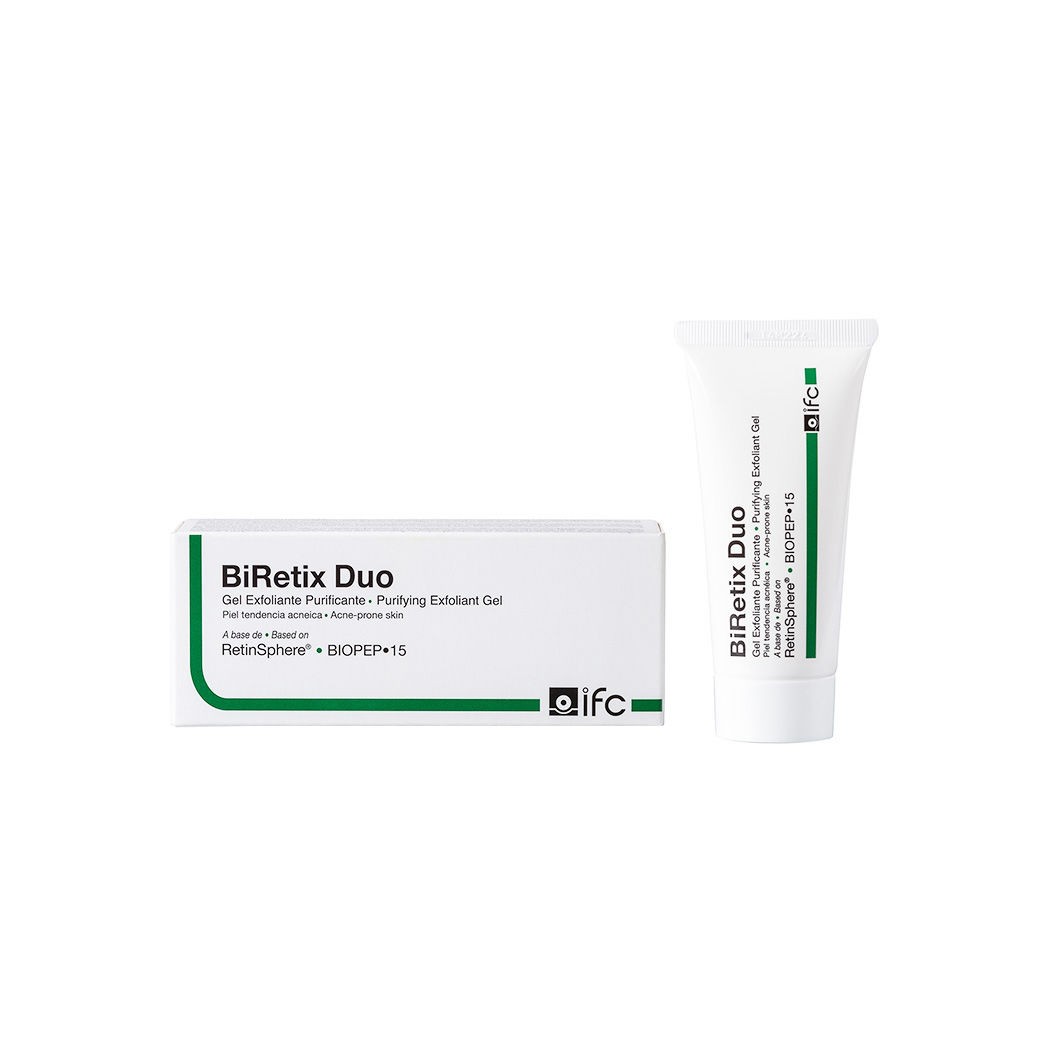 BiRetix Duo
Gel Exfoliante Purificante • Purifying Exfoliant Gel
Piel tendencia acneica • Acne-prone skin
A base de • Based on
RetinSphere® • BIOPEP•15
ifc
BiRetix Duo
Gel Exfoliante Purificante • Purifying Exfoliant Gel
Piel tendencia acnéica • Acne-prone skin
A base de • Based on
RetinSphere® • BIOPEP•15
ifc